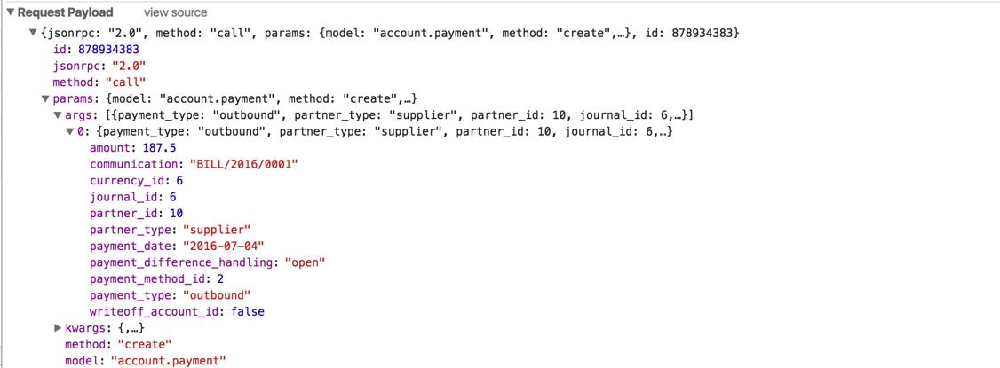 ▼Request Payload view source
▼{jsonrpc: "2.0", method: "call", params: {model: "account.payment", method: "create",…}, id: 878934383}
id: 878934383
jsonrpc: "2.0"
method: "call"
▼params: {model: "account.payment", method: "create",…}
▼args: [{payment_type: "outbound", partner_type: "supplier", partner_id: 10, journal_id: 6,…}]
▼0: {payment_type: "outbound", partner_type: "supplier", partner_id: 10, journal_id: 6,…}
amount: 187.5
communication: "BILL/2016/0001"
currency_id: 6
journal_id: 6
partner_id: 10
partner_type: "supplier"
payment_date: "2016-07-04"
payment_difference_handling: "open"
payment_method_id: 2
payment_type: "outbound"
writeoff_account_id: false
▶kwargs: {,…}
method: "create"
model: "account.payment"